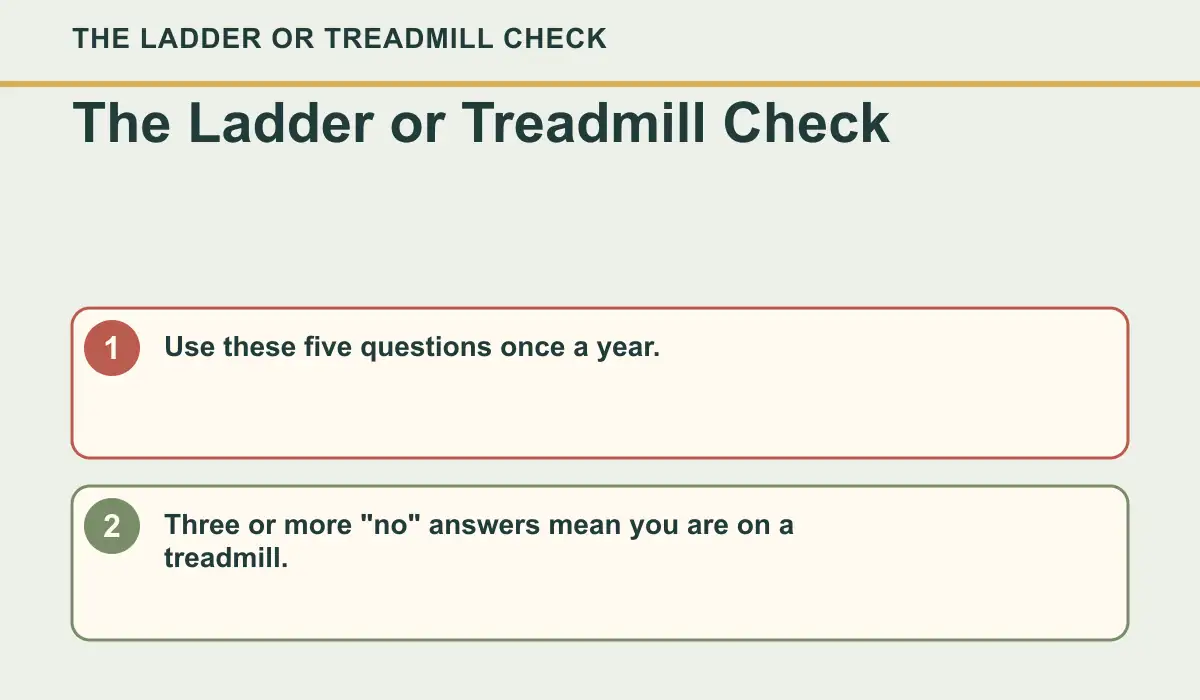 THE LADDER OR TREADMILL CHECK
The Ladder or Treadmill Check
1
Use these five questions once a year.
2
Three or more "no" answers mean you are on a
treadmill.